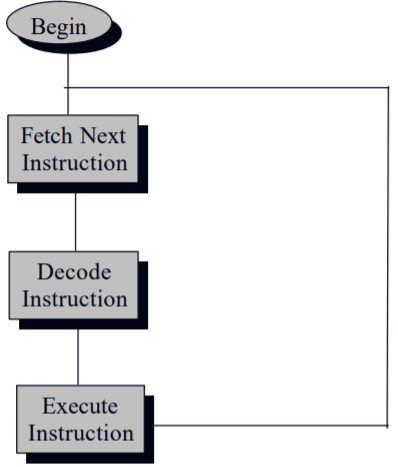 Begin
Fetch Next
Instruction
Decode
Instruction
Execute
Instruction